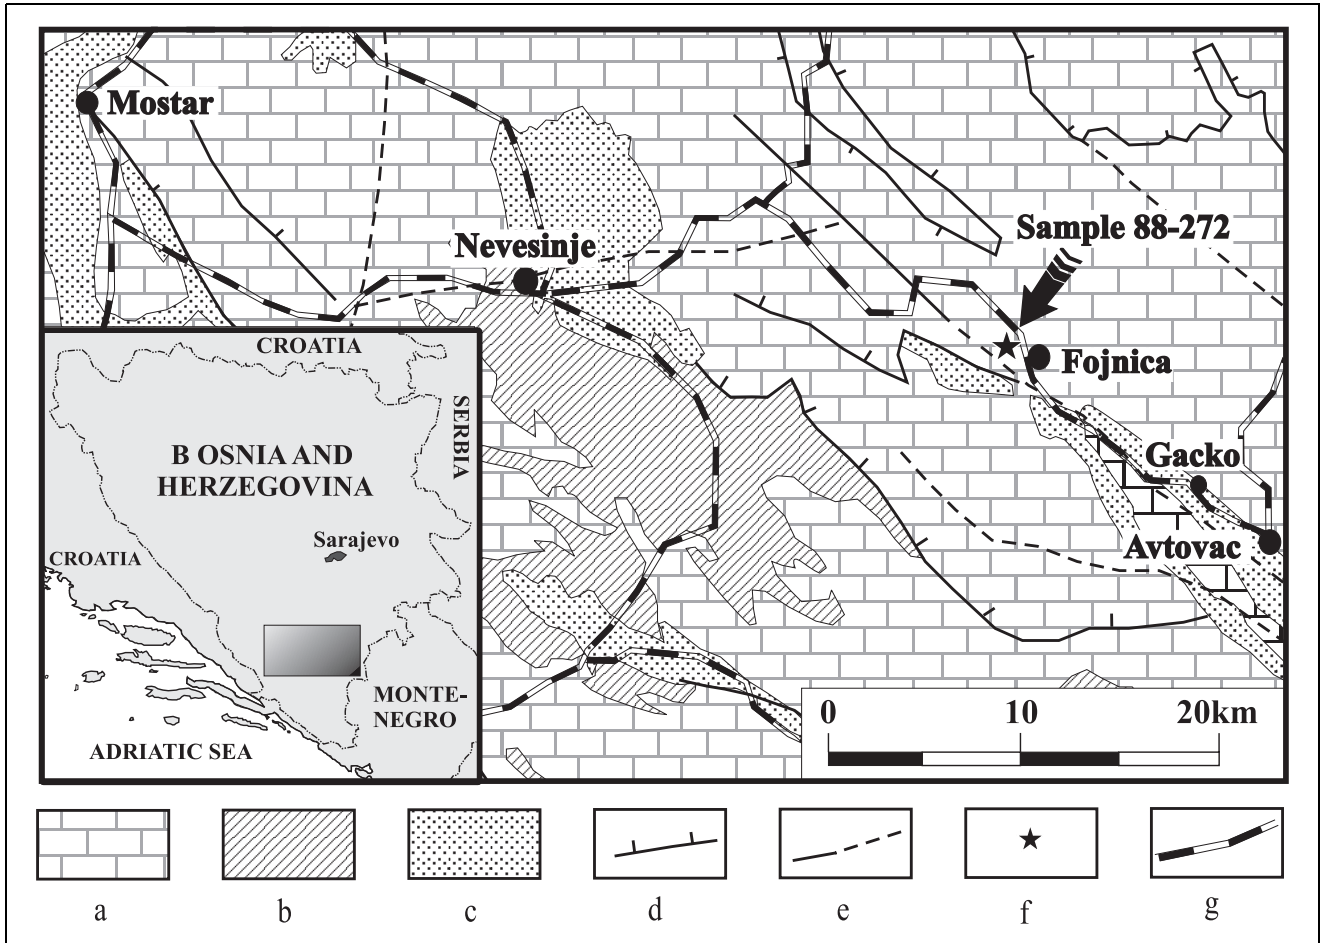 Mostar
Nevesinje
Sample 88-272
Fojnica
Gacko
Avtovac
CROATIA
SERBIA
B OSNIA AND
HERZEGOVINA
Sarajevo
CROATIA
MONTE-
NEGRO
ADRIATIC SEA
0 10 20km
a b c d e f g